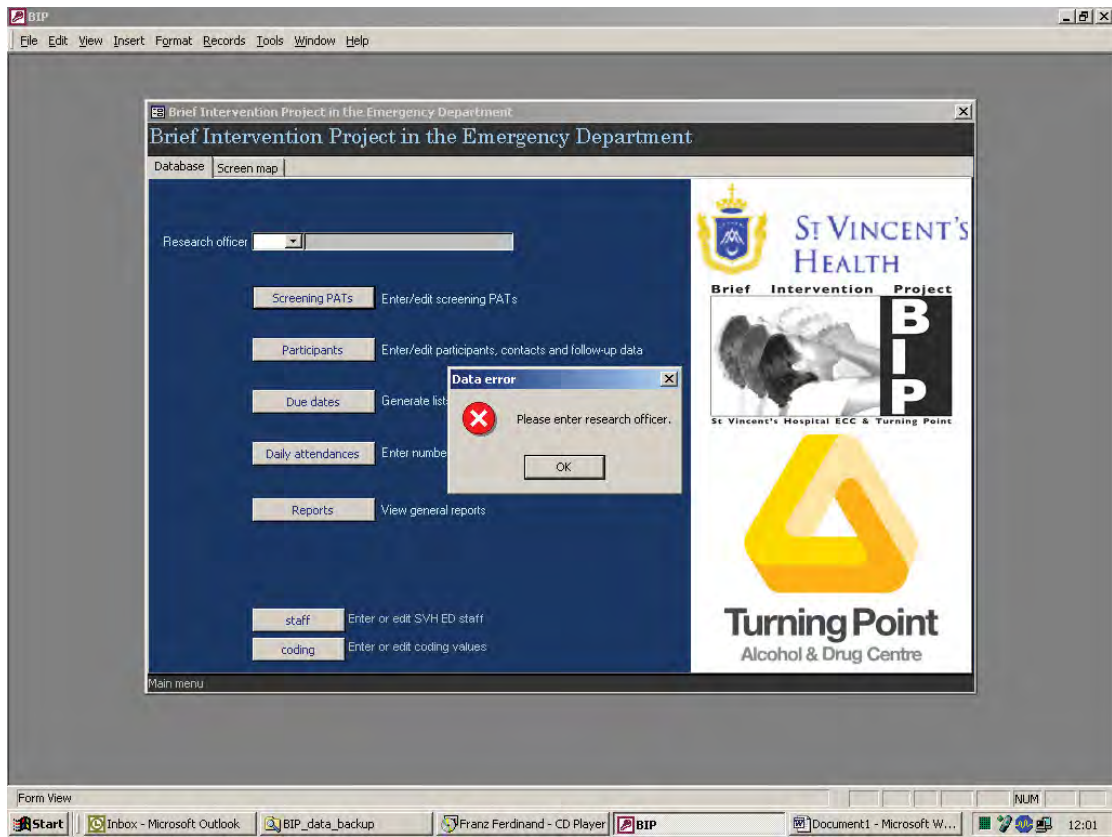 BIP
File Edit View Insert Format Records Tools Window Help
Brief Intervention Project in the Emergency Department
Brief Intervention Project in the Emergency Department
Database Screen map
Research officer
Screening PATs Enter/edit screening PATs
Participants Enter/edit participants, contacts and follow-up data
Due dates Generate list
Daily attendances Enter numbe
Reports View general reports
staff Enter or edit SVH ED staff
coding Enter or edit coding values
Main menu
Data error
Please enter research officer.
OK
ST VINCENT'S
HEALTH
Brief Intervention Project
B
I
P
St Vincent's Hospital ECC & Turning Point
Turning Point
Alcohol & Drug Centre
Form View NUM
Start Inbox - Microsoft Outlook BIP_data_backup Franz Ferdinand - CD Player BIP Document1 - Microsoft W... 12:01